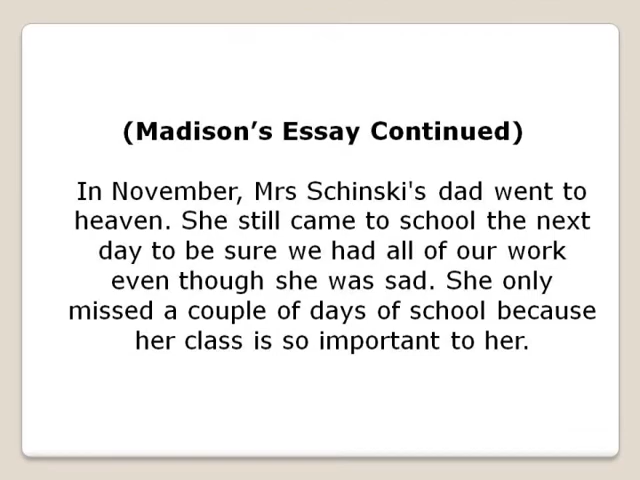 (Madison’s Essay Continued)
In November, Mrs Schinski's dad went to
heaven. She still came to school the next
day to be sure we had all of our work
even though she was sad. She only
missed a couple of days of school because
her class is so important to her.